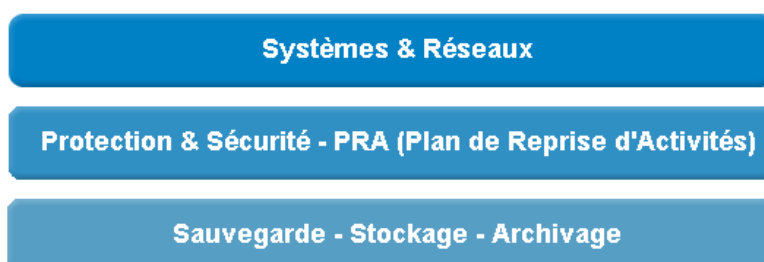 Systèmes & Réseaux
Protection & Sécurité - PRA (Plan de Reprise d'Activités)
Sauvegarde - Stockage - Archivage